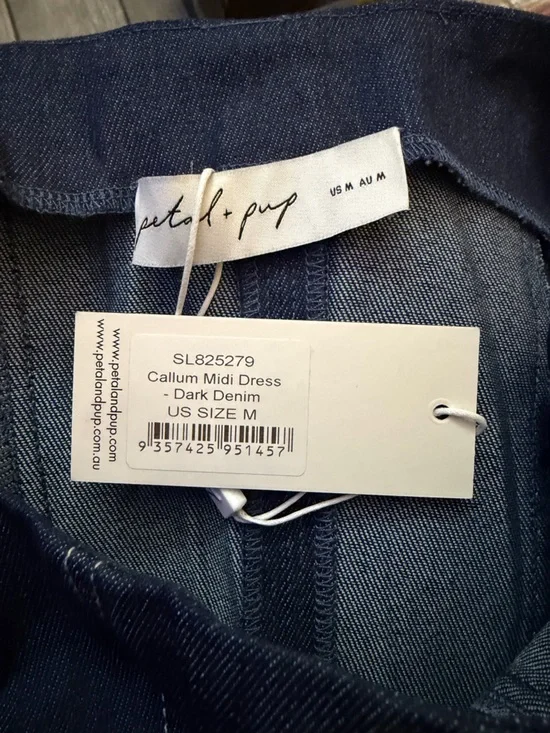 petal + pup
US M AU M
www.petalandpup.com
www.petalandpup.com.au
SL825279
Callum Midi Dress
- Dark Denim
US SIZE M
9 357425 951457